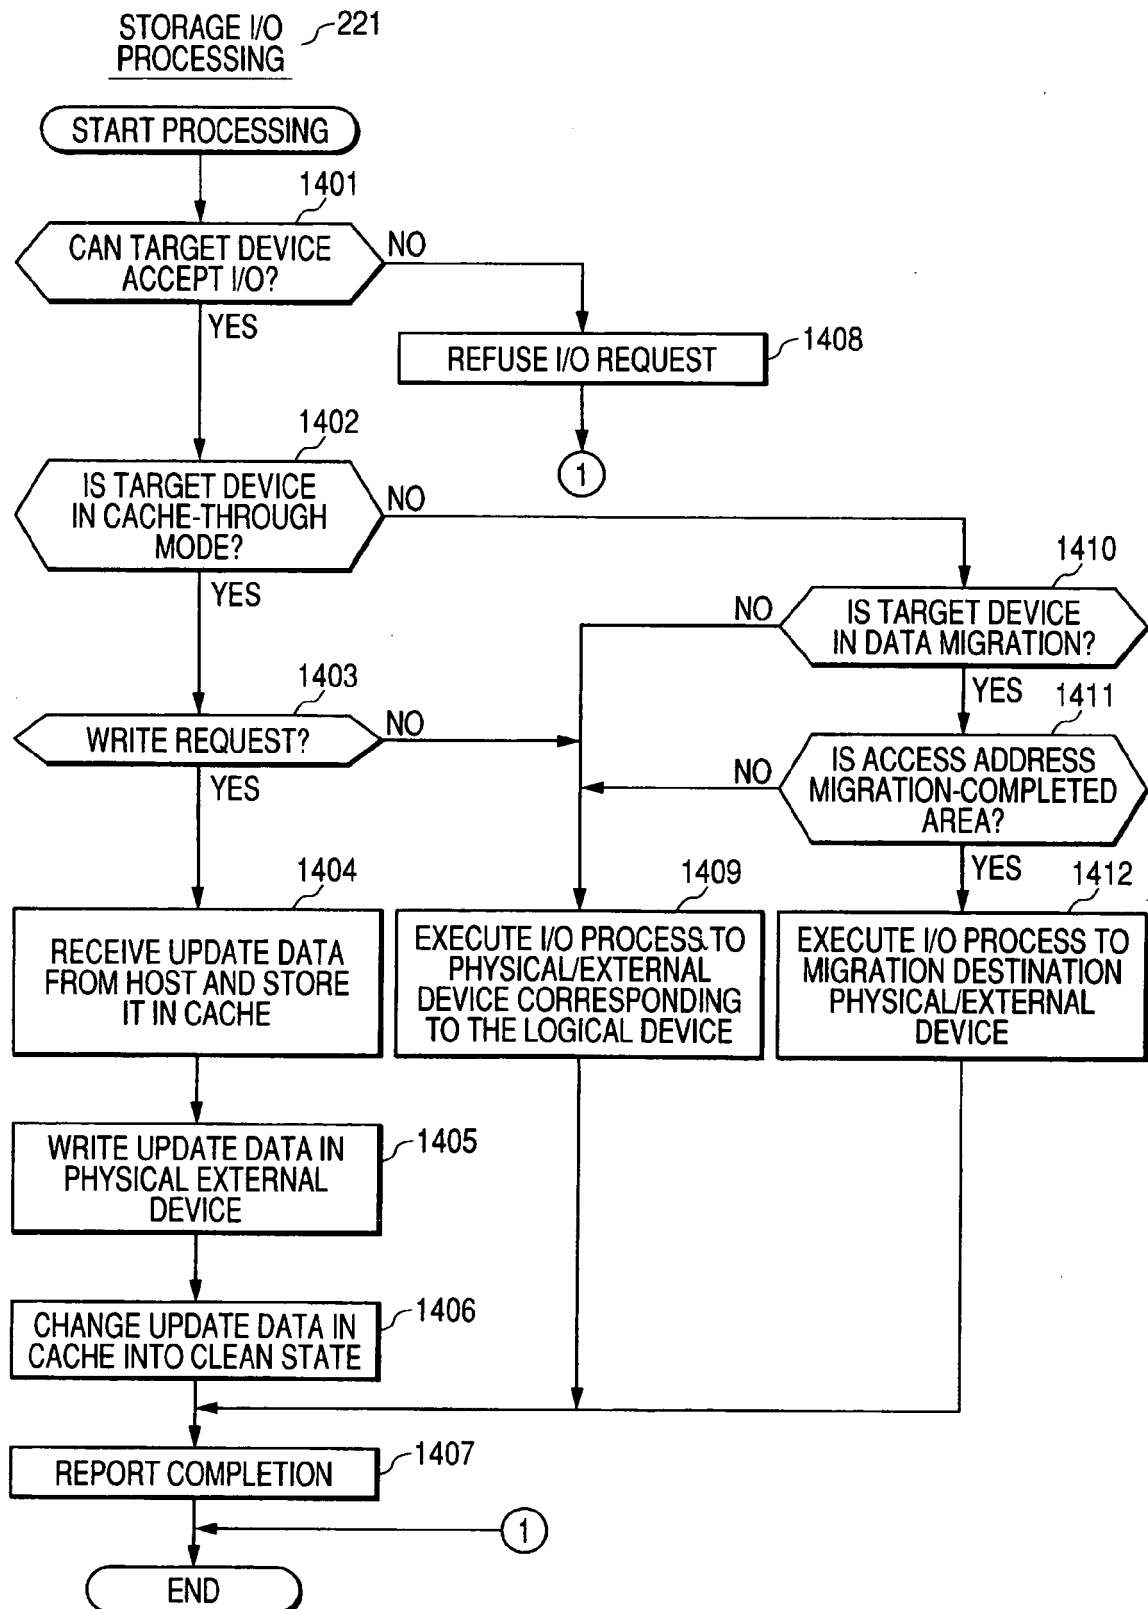 STORAGE I/O
PROCESSING
221
START PROCESSING
1401
CAN TARGET DEVICE
ACCEPT I/O?
NO
YES
REFUSE I/O REQUEST
1408
1
1402
IS TARGET DEVICE
IN CACHE-THROUGH
MODE?
NO
YES
1410
IS TARGET DEVICE
IN DATA MIGRATION?
NO
YES
1403
WRITE REQUEST?
NO
YES
1411
IS ACCESS ADDRESS
MIGRATION-COMPLETED
AREA?
NO
YES
1404
RECEIVE UPDATE DATA
FROM HOST AND STORE
IT IN CACHE
1409
EXECUTE I/O PROCESS TO
PHYSICAL/EXTERNAL
DEVICE CORRESPONDING
TO THE LOGICAL DEVICE
1412
EXECUTE I/O PROCESS TO
MIGRATION DESTINATION
PHYSICAL/EXTERNAL
DEVICE
WRITE UPDATE DATA IN
PHYSICAL EXTERNAL
DEVICE
1405
CHANGE UPDATE DATA IN
CACHE INTO CLEAN STATE
1406
REPORT COMPLETION
1407
1
END